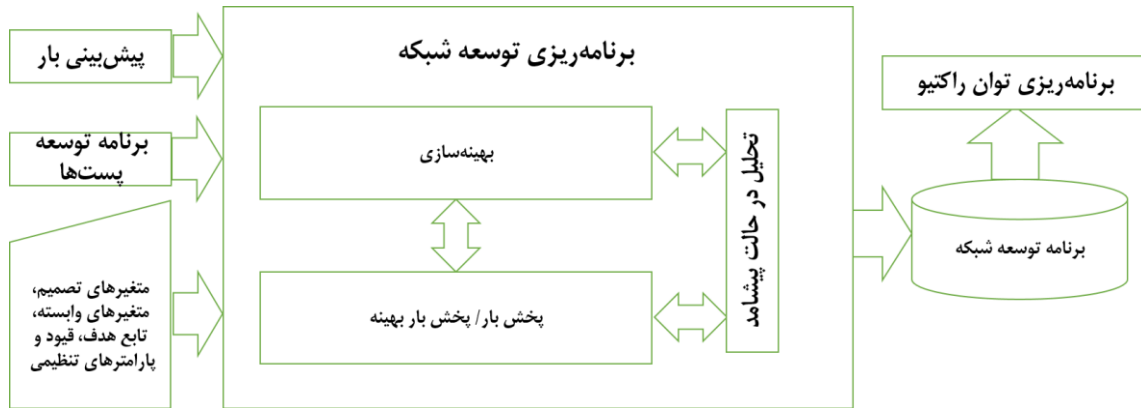 پیش‌بینی بار
برنامه‌ریزی توسعه شبکه
برنامه‌ریزی توان راکتیو
برنامه توسعه
پست‌ها
بهینه‌سازی
تحلیل در حالت پیشامد
برنامه توسعه شبکه
متغیرهای تصمیم،
متغیرهای وابسته،
تابع هدف، قیود و
پارامترهای تنظیمی
پخش بار/ پخش بار بهینه